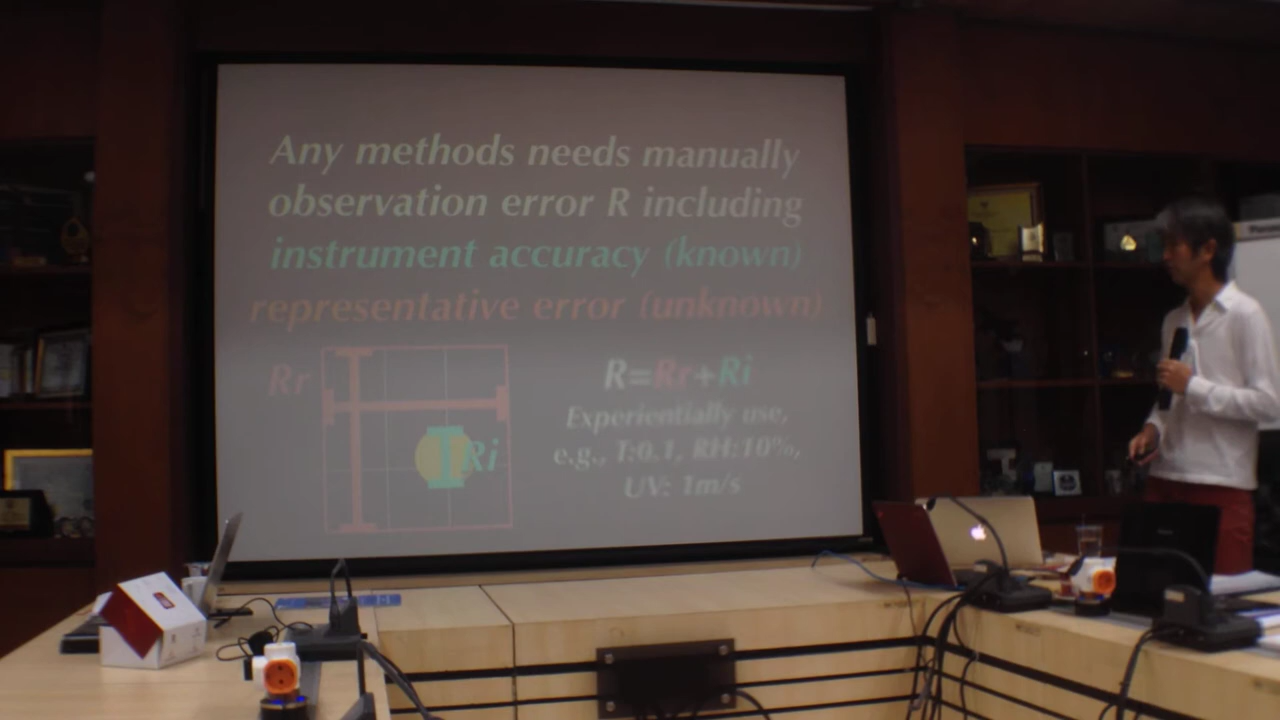 Any methods needs manually
observation error R including
instrument accuracy (known)
representative error (unknown)
Rr
Ri
R=Rr+Ri
Experientially use,
e.g., T:0.1, RH:10%,
UV: 1m/s